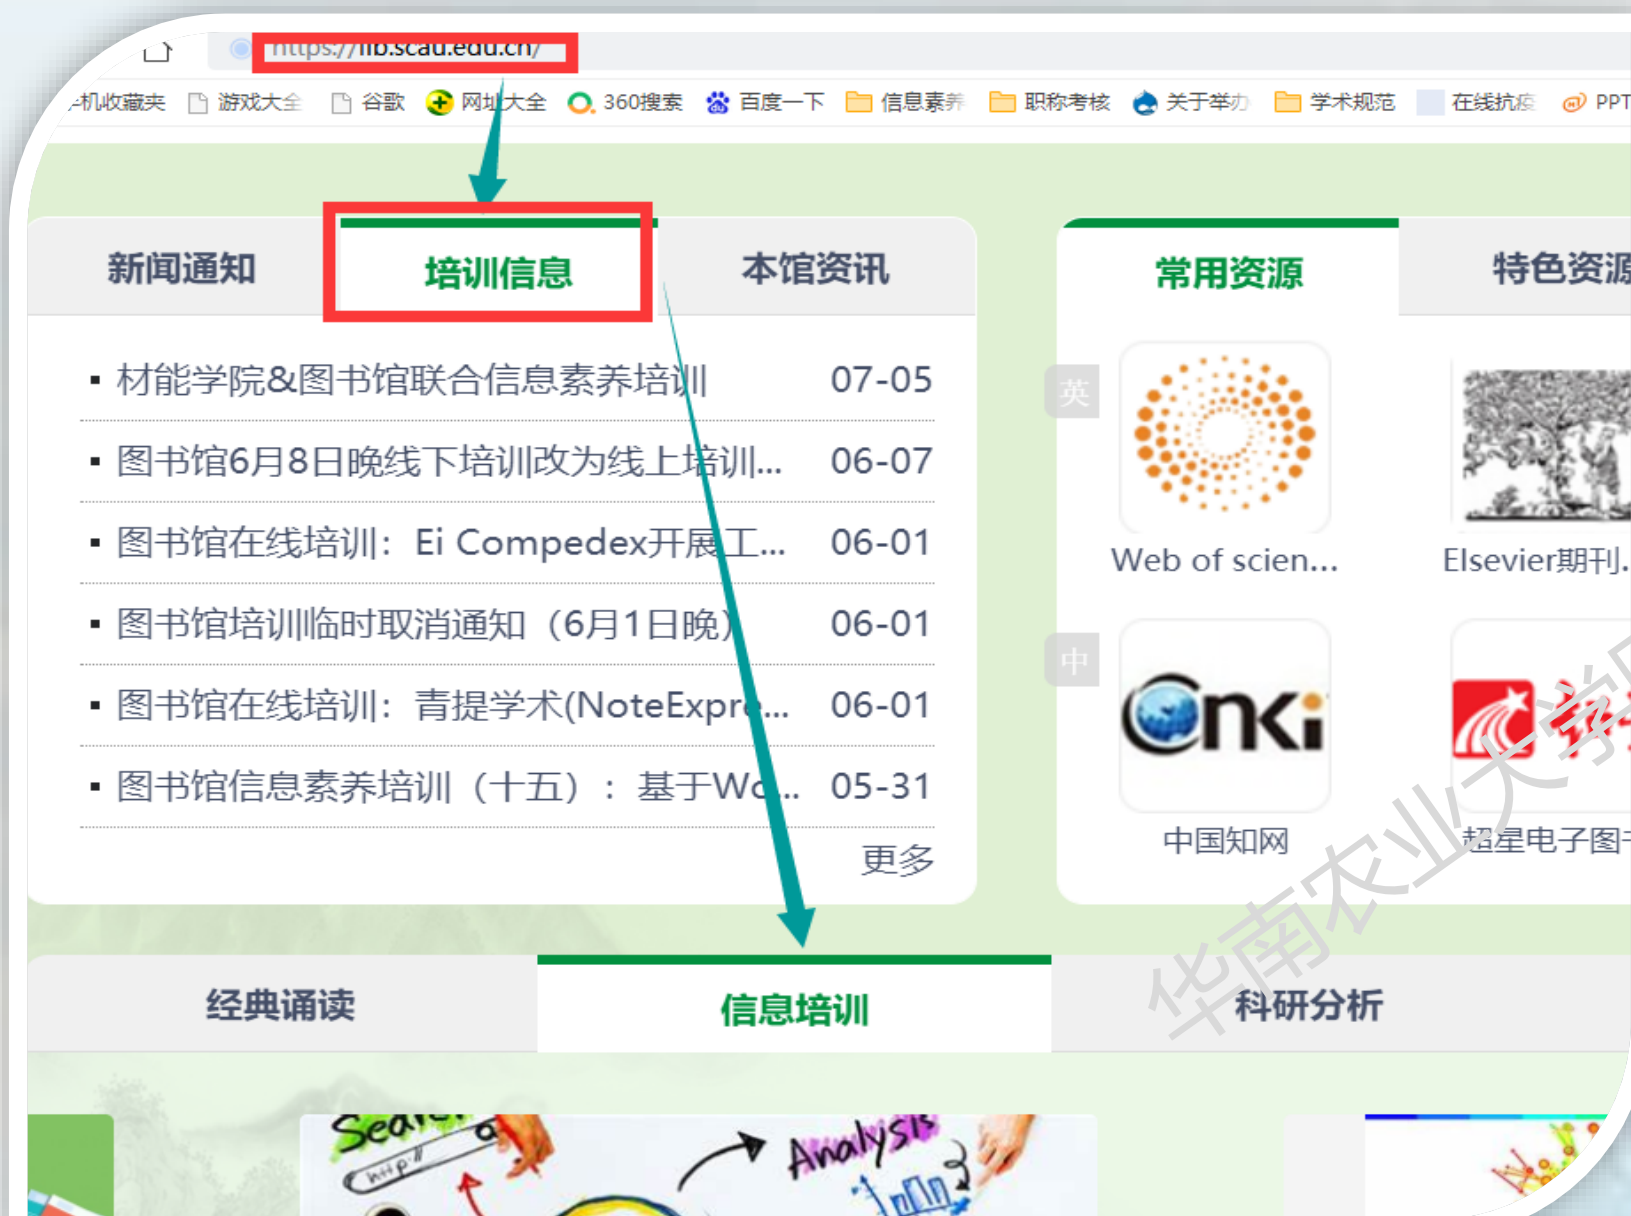 https://lib.scau.edu.cn/
手机收藏夹 游戏大全 谷歌 网址大全 360搜索 百度一下 信息素养 职称考核 关于举办 学术规范 在线抗疫 PPT
新闻通知 培训信息 本馆资讯 常用资源 特色资源
材能学院&图书馆联合信息素养培训 07-05
图书馆6月8日晚线下培训改为线上培训... 06-07
图书馆在线培训：Ei Compedex开展工... 06-01
图书馆培训临时取消通知（6月1日晚） 06-01
图书馆在线培训：青提学术(NoteExpre... 06-01
图书馆信息素养培训（十五）：基于Wo... 05-31
更多
英
Web of scien... Elsevier期刊.
中
cnki
中国知网 超星电子图书
华南农业大学
经典诵读 信息培训 科研分析
Search
http://
Analysis